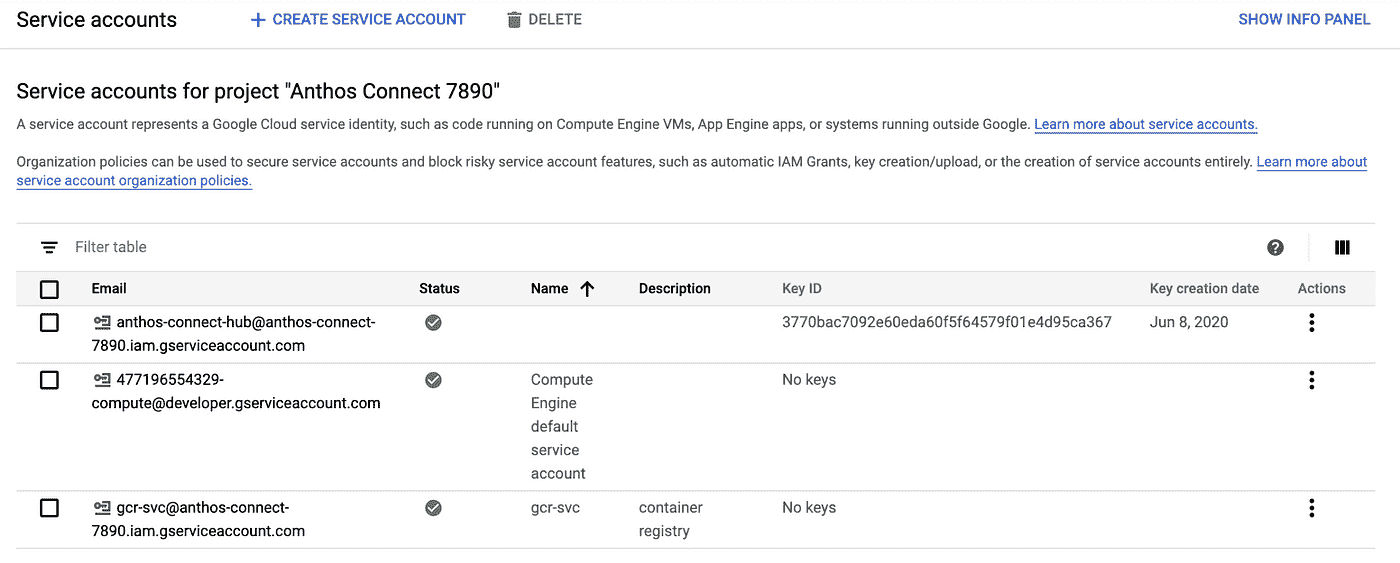 Service accounts
CREATE SERVICE ACCOUNT
DELETE
SHOW INFO PANEL
Service accounts for project "Anthos Connect 7890"
A service account represents a Google Cloud service identity, such as code running on Compute Engine VMs, App Engine apps, or systems running outside Google. Learn more about service accounts.
Organization policies can be used to secure service accounts and block risky service account features, such as automatic IAM Grants, key creation/upload, or the creation of service accounts entirely. Learn more about
service account organization policies.
Filter table
Email Status Name Description Key ID Key creation date Actions
anthos-connect-hub@anthos-connect- 3770bac7092e60eda60f5f64579f01e4d95ca367 Jun 8, 2020
7890.iam.gserviceaccount.com
477196554329- Compute No keys
compute@developer.gserviceaccount.com Engine
default
service
account
gcr-svc@anthos-connect- gcr-svc container No keys
7890.iam.gserviceaccount.com registry